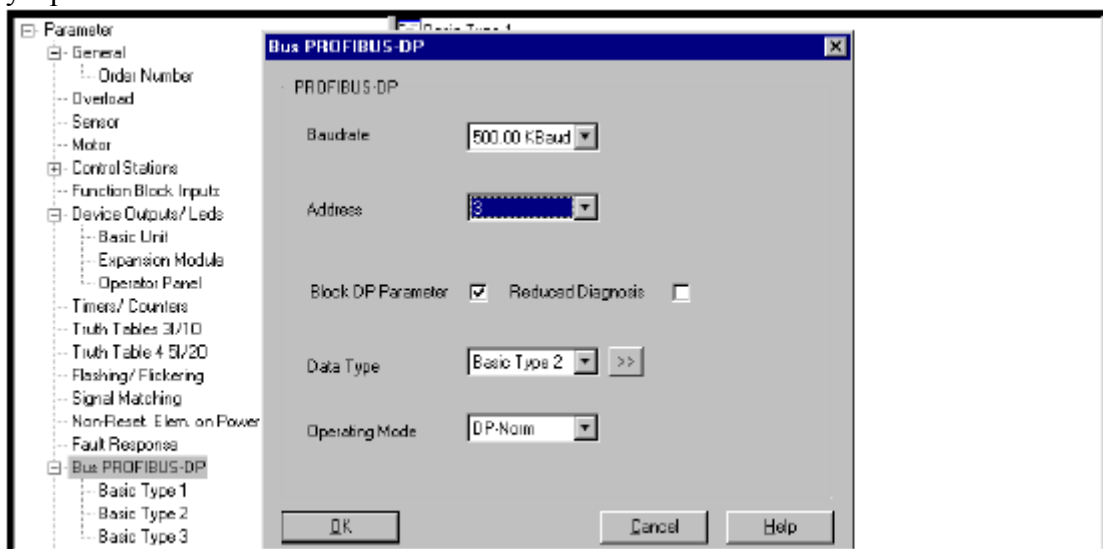 Parameter
General
Order Number
Overload
Sensor
Motor
Control Stations
Function Block Inputs
Device Outputs/ Leds
Basic Unit
Expansion Module
Operator Panel
Timers/ Counters
Truth Tables 3I/1O
Truth Table 4 5I/2O
Flashing/ Flickering
Signal Matching
Non-Reset. Elem. on Power
Fault Response
Bus PROFIBUS-DP
Basic Type 1
Basic Type 2
Basic Type 3
Basic Type 1
Bus PROFIBUS-DP
PROFIBUS-DP
Baudrate 500.00 KBaud
Address 3
Block DP Parameter Reduced Diagnosis
Data Type Basic Type 2 >>
Operating Mode DP-Norm
OK Cancel Help